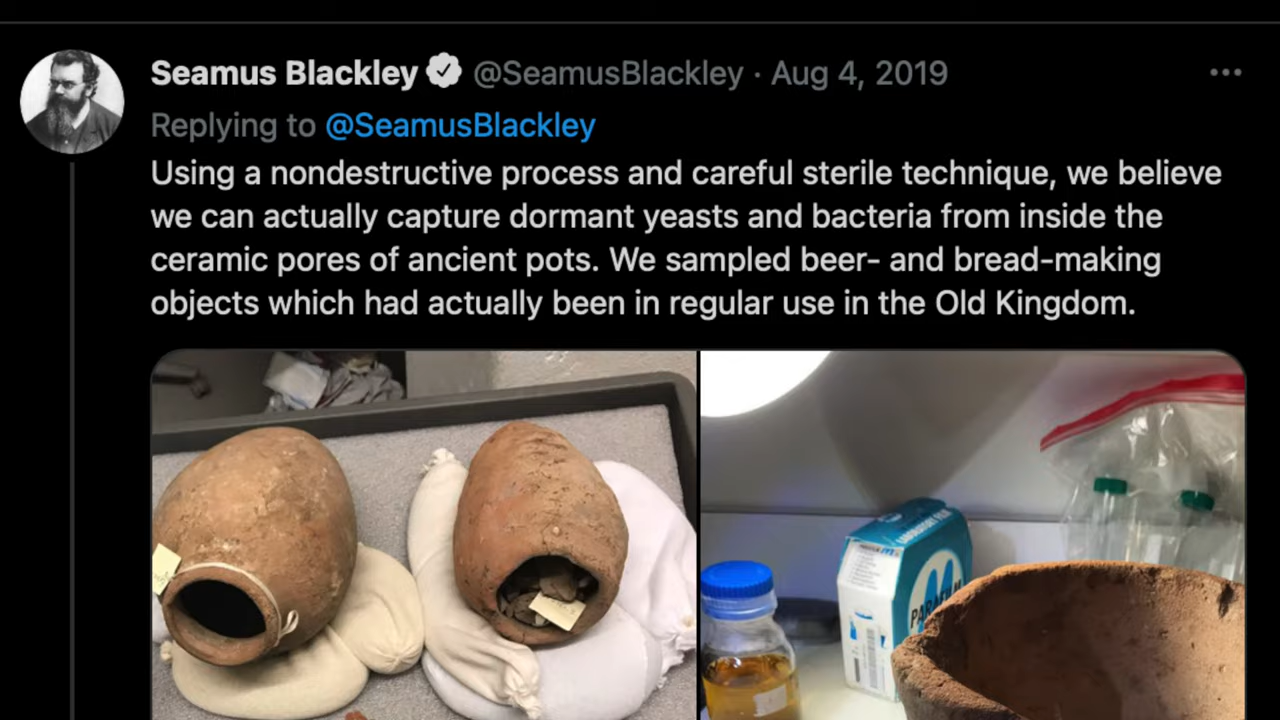 Seamus Blackley @SeamusBlackley · Aug 4, 2019
Replying to @SeamusBlackley
Using a nondestructive process and careful sterile technique, we believe
we can actually capture dormant yeasts and bacteria from inside the
ceramic pores of ancient pots. We sampled beer- and bread-making
objects which had actually been in regular use in the Old Kingdom.
LABORATORY FILM